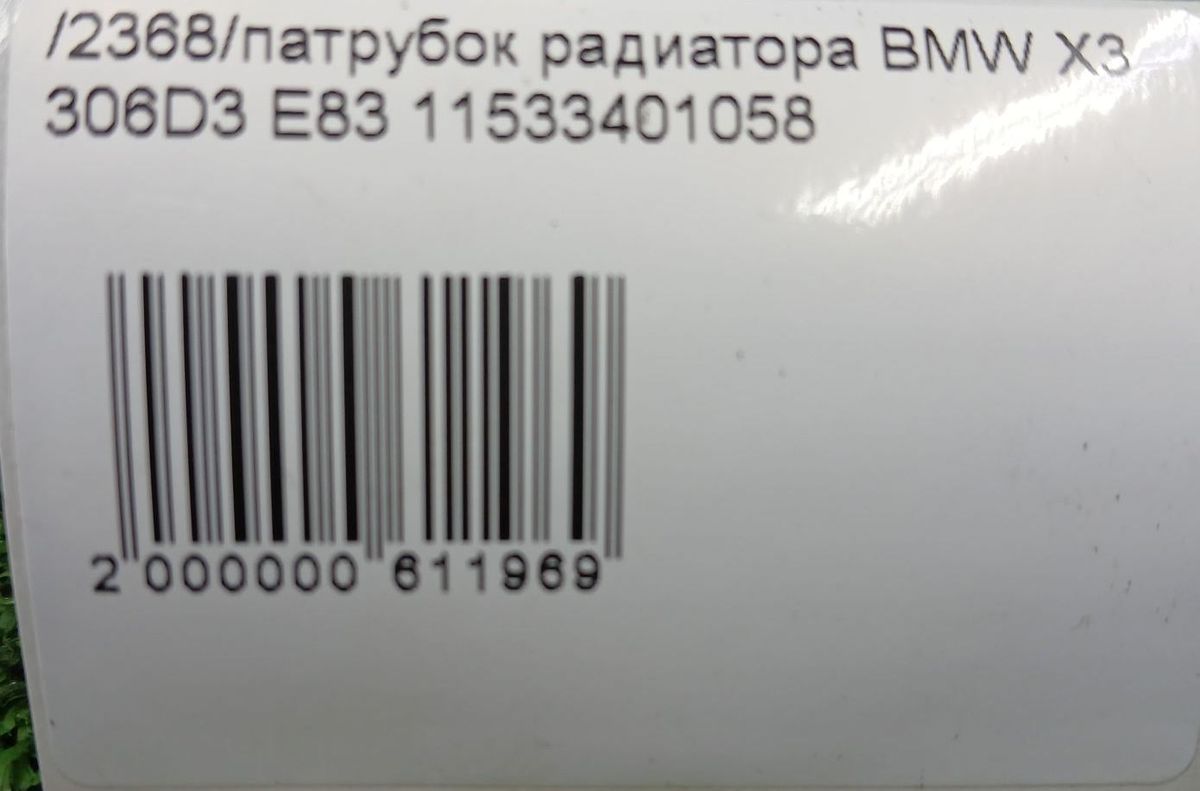 /2368/патрубок радиатора BMW X3
306D3 E83 11533401058
2 000000 611969